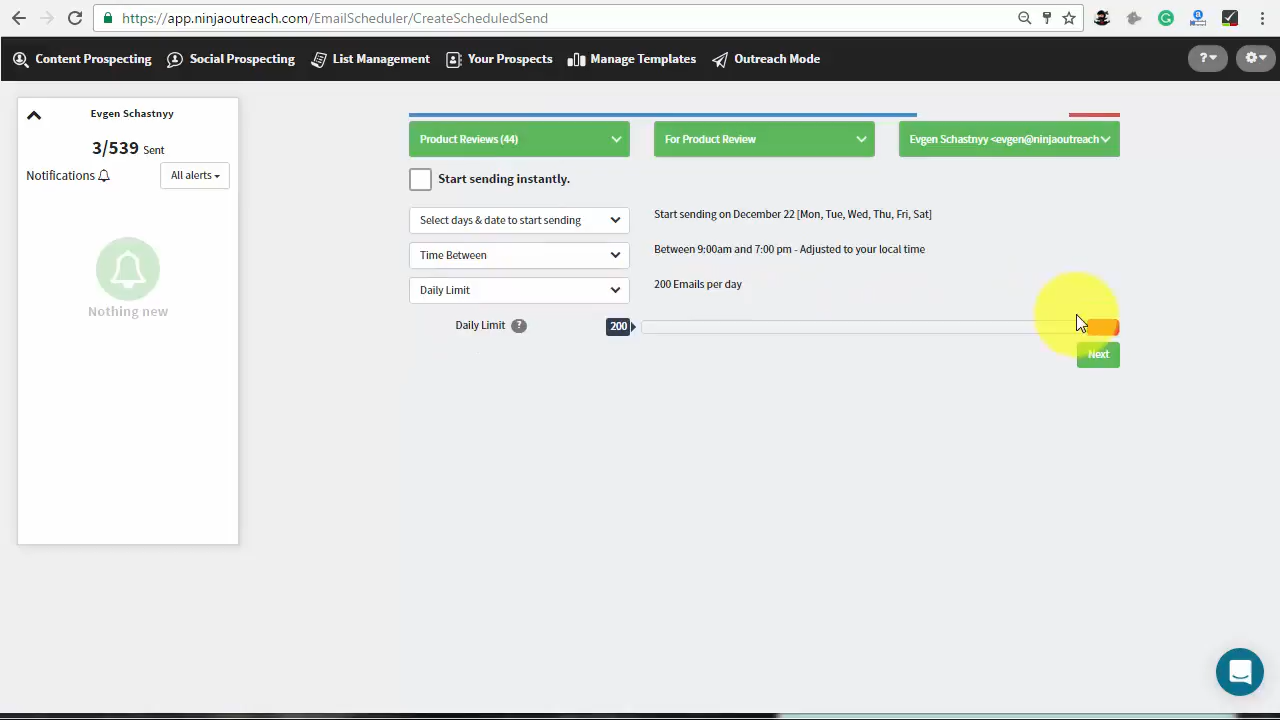 https://app.ninjaoutreach.com/EmailScheduler/CreateScheduledSend
Content Prospecting Social Prospecting List Management Your Prospects Manage Templates Outreach Mode ?
Evgen Schastnyy
3/539 Sent
Notifications All alerts
Nothing new
Product Reviews (44) For Product Review Evgen Schastnyy <evgen@ninjaoutreach
Start sending instantly.
Select days & date to start sending Start sending on December 22 [Mon, Tue, Wed, Thu, Fri, Sat]
Time Between Between 9:00am and 7:00 pm - Adjusted to your local time
Daily Limit 200 Emails per day
Daily Limit ? 200
Next